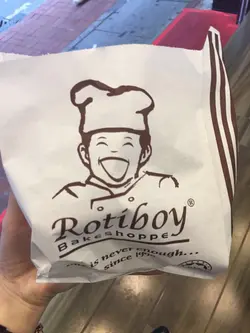 Rotiboy®
Bakeshoppe
is never enough...
since